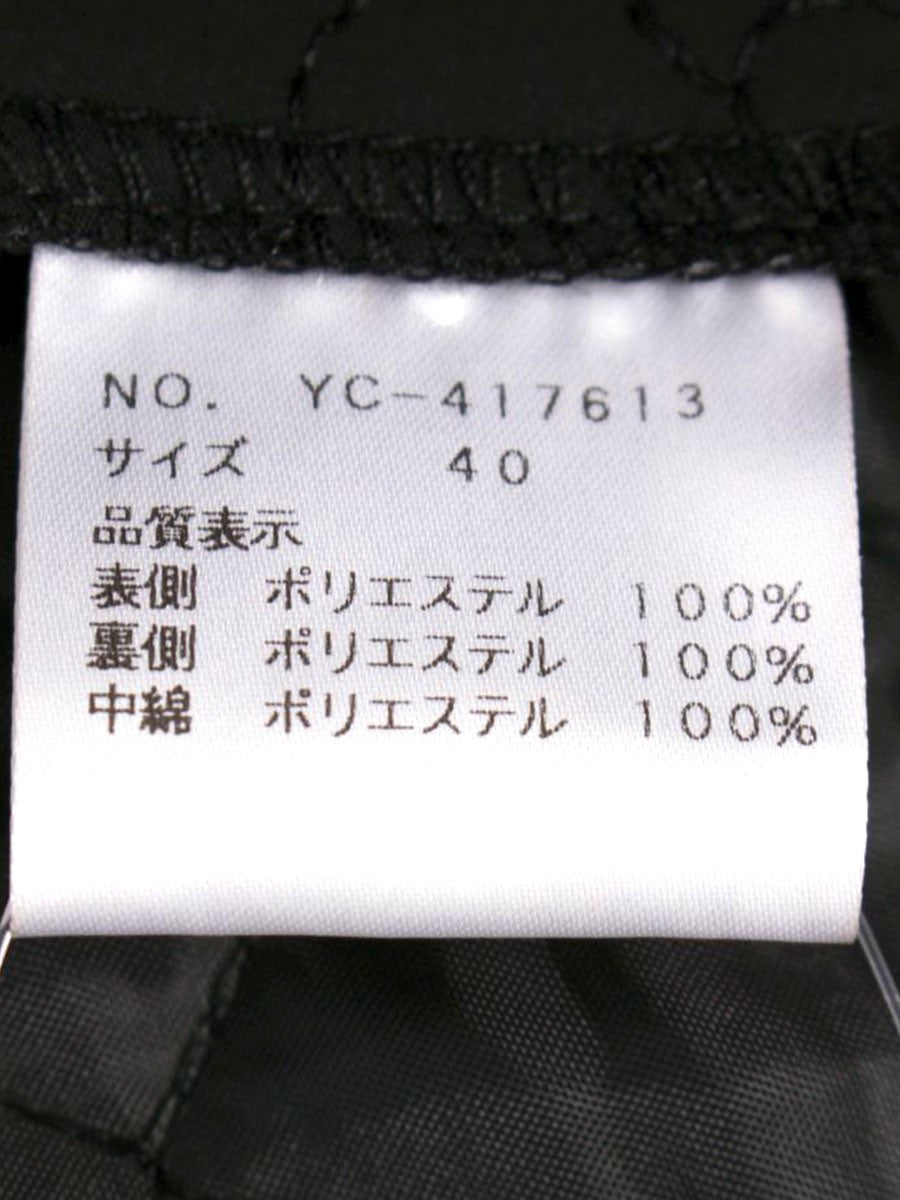 NO. YC-417613
サイズ 40
品質表示
表側 ポリエステル 100%
裏側 ポリエステル 100%
中綿 ポリエステル 100%